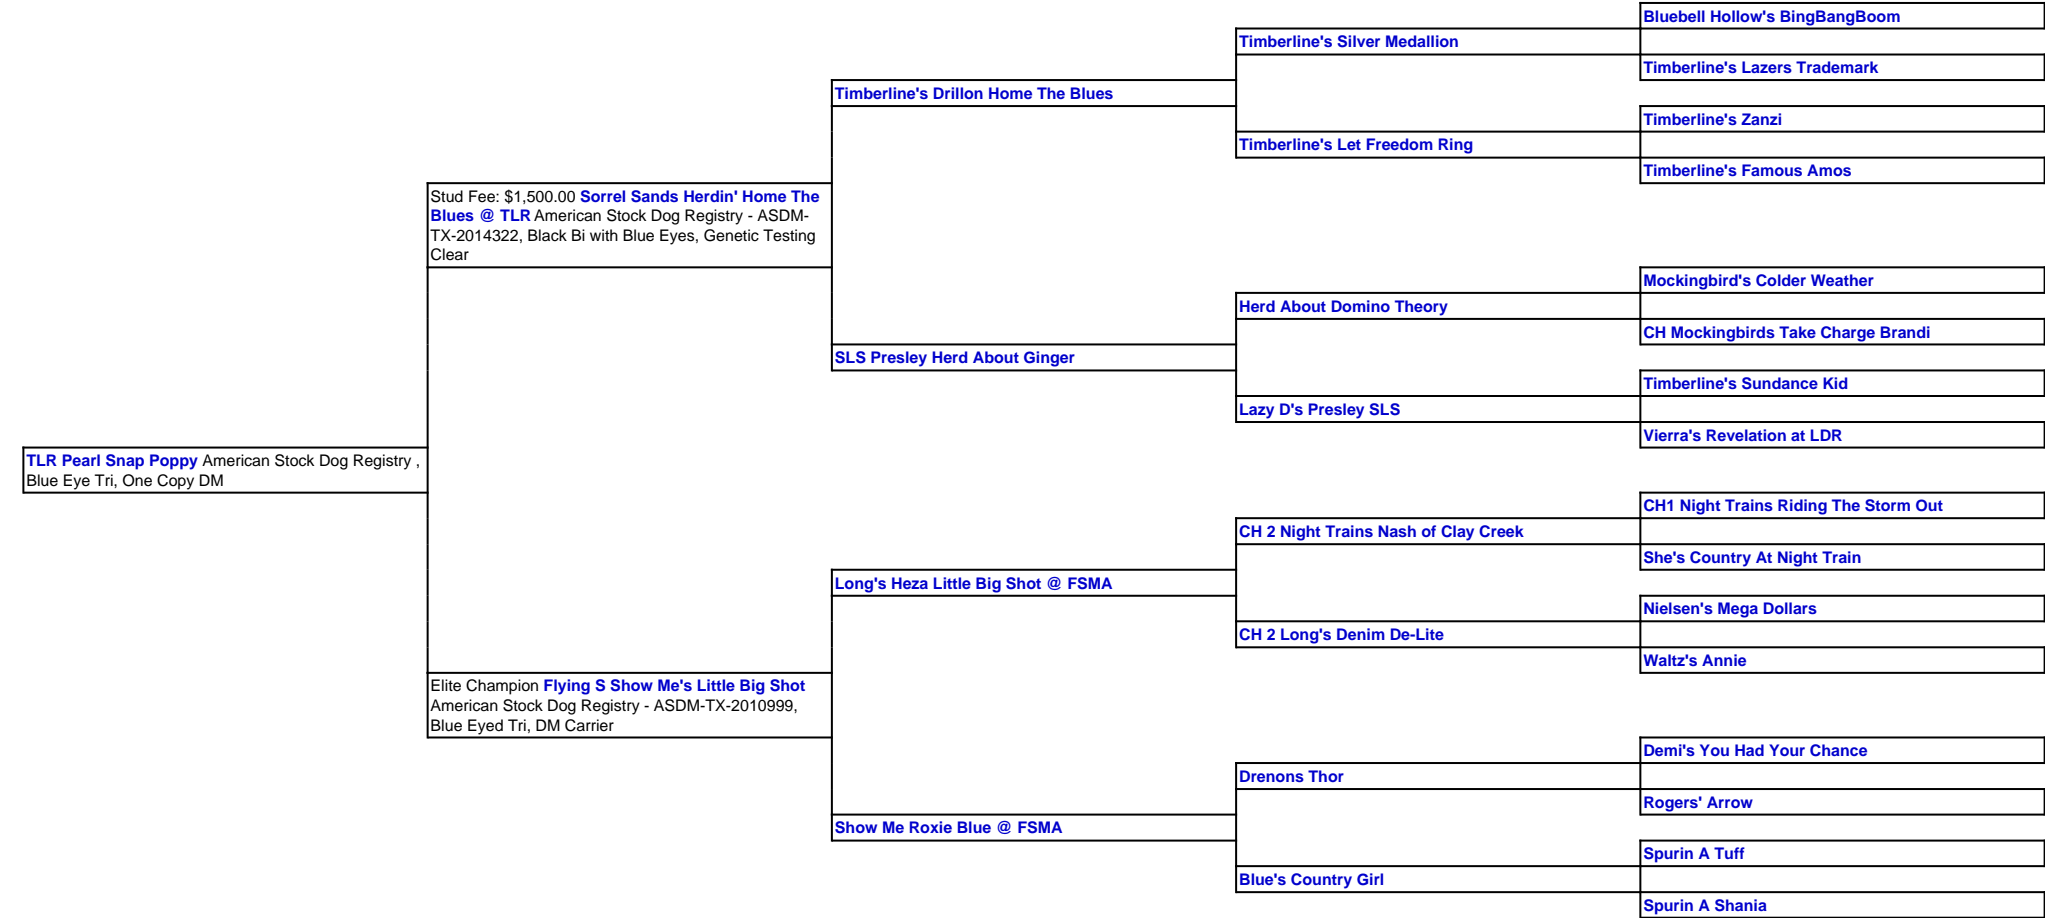 Bluebell Hollow's BingBangBoom
Timberline's Silver Medallion
Timberline's Lazers Trademark
Timberline's Drillon Home The Blues
Timberline's Zanzi
Timberline's Let Freedom Ring
Timberline's Famous Amos
Stud Fee: $1,500.00 Sorrel Sands Herdin' Home The
Blues @ TLR American Stock Dog Registry - ASDM-
TX-2014322, Black Bi with Blue Eyes, Genetic Testing
Clear
Mockingbird's Colder Weather
Herd About Domino Theory
CH Mockingbirds Take Charge Brandi
SLS Presley Herd About Ginger
Timberline's Sundance Kid
Lazy D's Presley SLS
Vierra's Revelation at LDR
TLR Pearl Snap Poppy American Stock Dog Registry ,
Blue Eye Tri, One Copy DM
CH1 Night Trains Riding The Storm Out
CH 2 Night Trains Nash of Clay Creek
She's Country At Night Train
Long's Heza Little Big Shot @ FSMA
Nielsen's Mega Dollars
CH 2 Long's Denim De-Lite
Waltz's Annie
Elite Champion Flying S Show Me's Little Big Shot
American Stock Dog Registry - ASDM-TX-2010999,
Blue Eyed Tri, DM Carrier
Demi's You Had Your Chance
Drenons Thor
Rogers' Arrow
Show Me Roxie Blue @ FSMA
Spurin A Tuff
Blue's Country Girl
Spurin A Shania